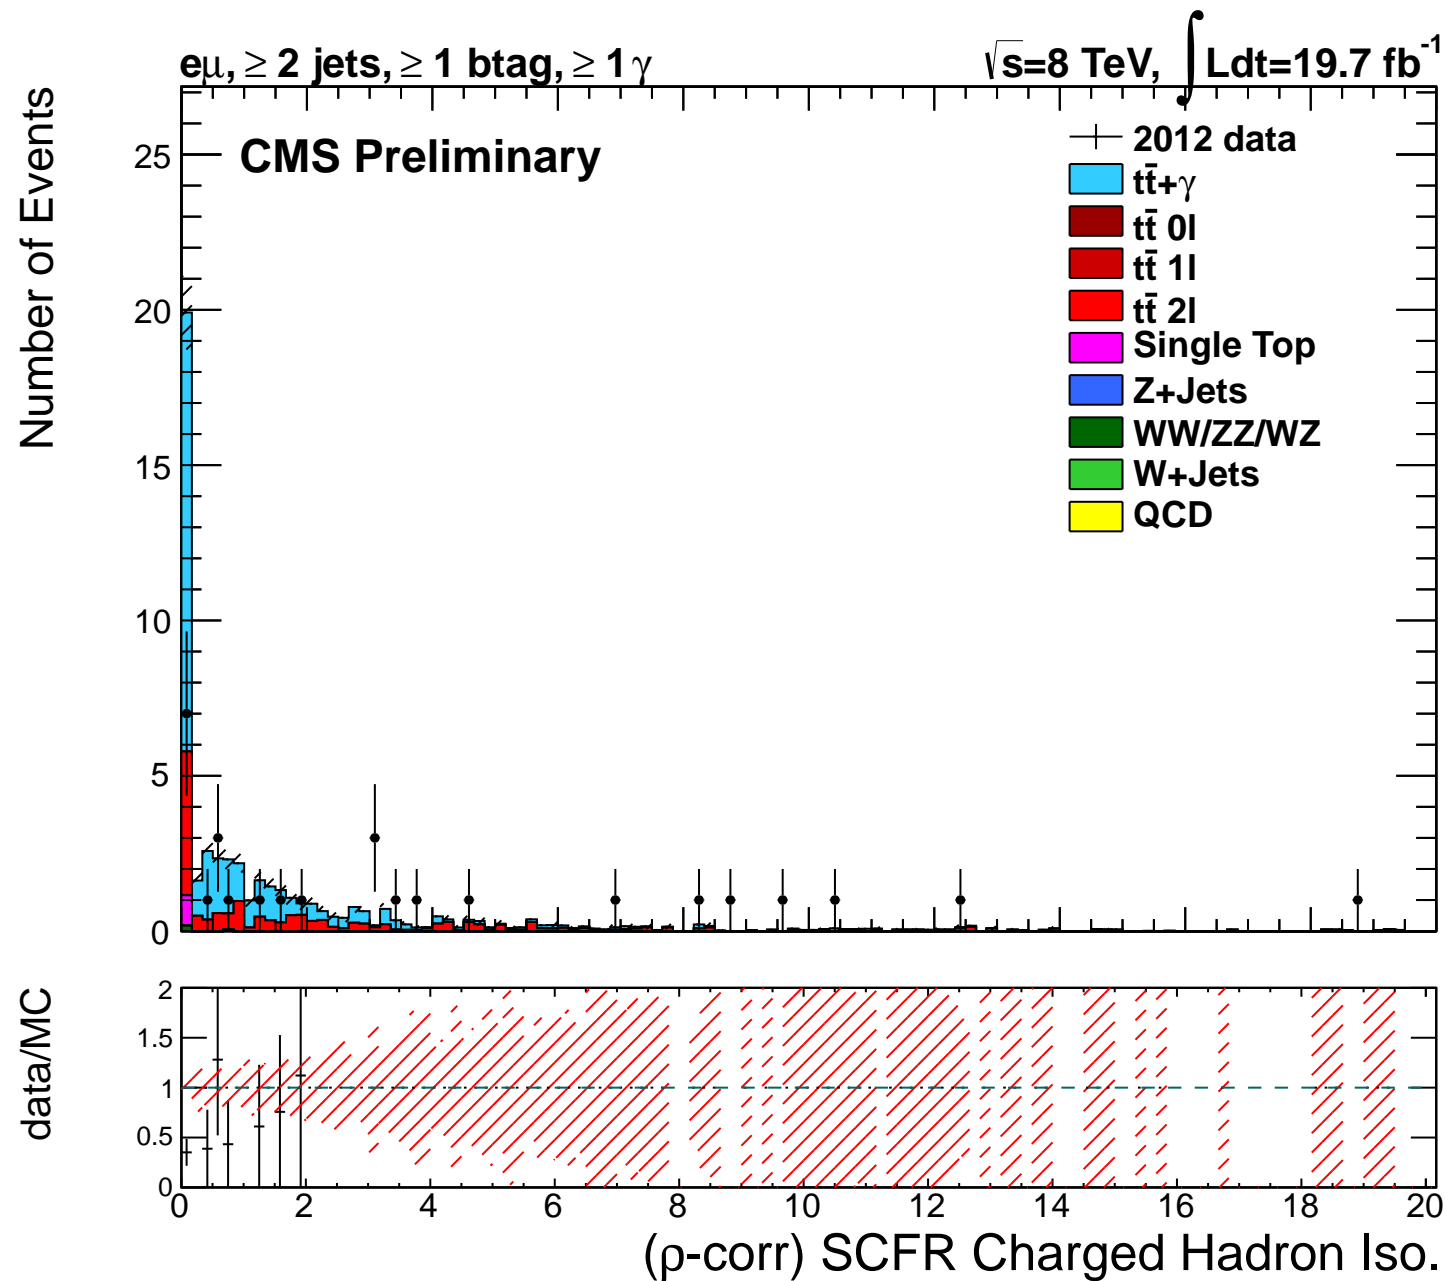 eμ, ≥ 2 jets, ≥ 1 btag, ≥ 1 γ
√s=8 TeV, ∫ Ldt=19.7 fb⁻¹
CMS Preliminary
2012 data
tt̄+γ
tt̄ 0l
tt̄ 1l
tt̄ 2l
Single Top
Z+Jets
WW/ZZ/WZ
W+Jets
QCD
Number of Events
25
20
15
10
5
0
data/MC
2
1.5
1
0.5
0
0 2 4 6 8 10 12 14 16 18 20
(ρ-corr) SCFR Charged Hadron Iso.